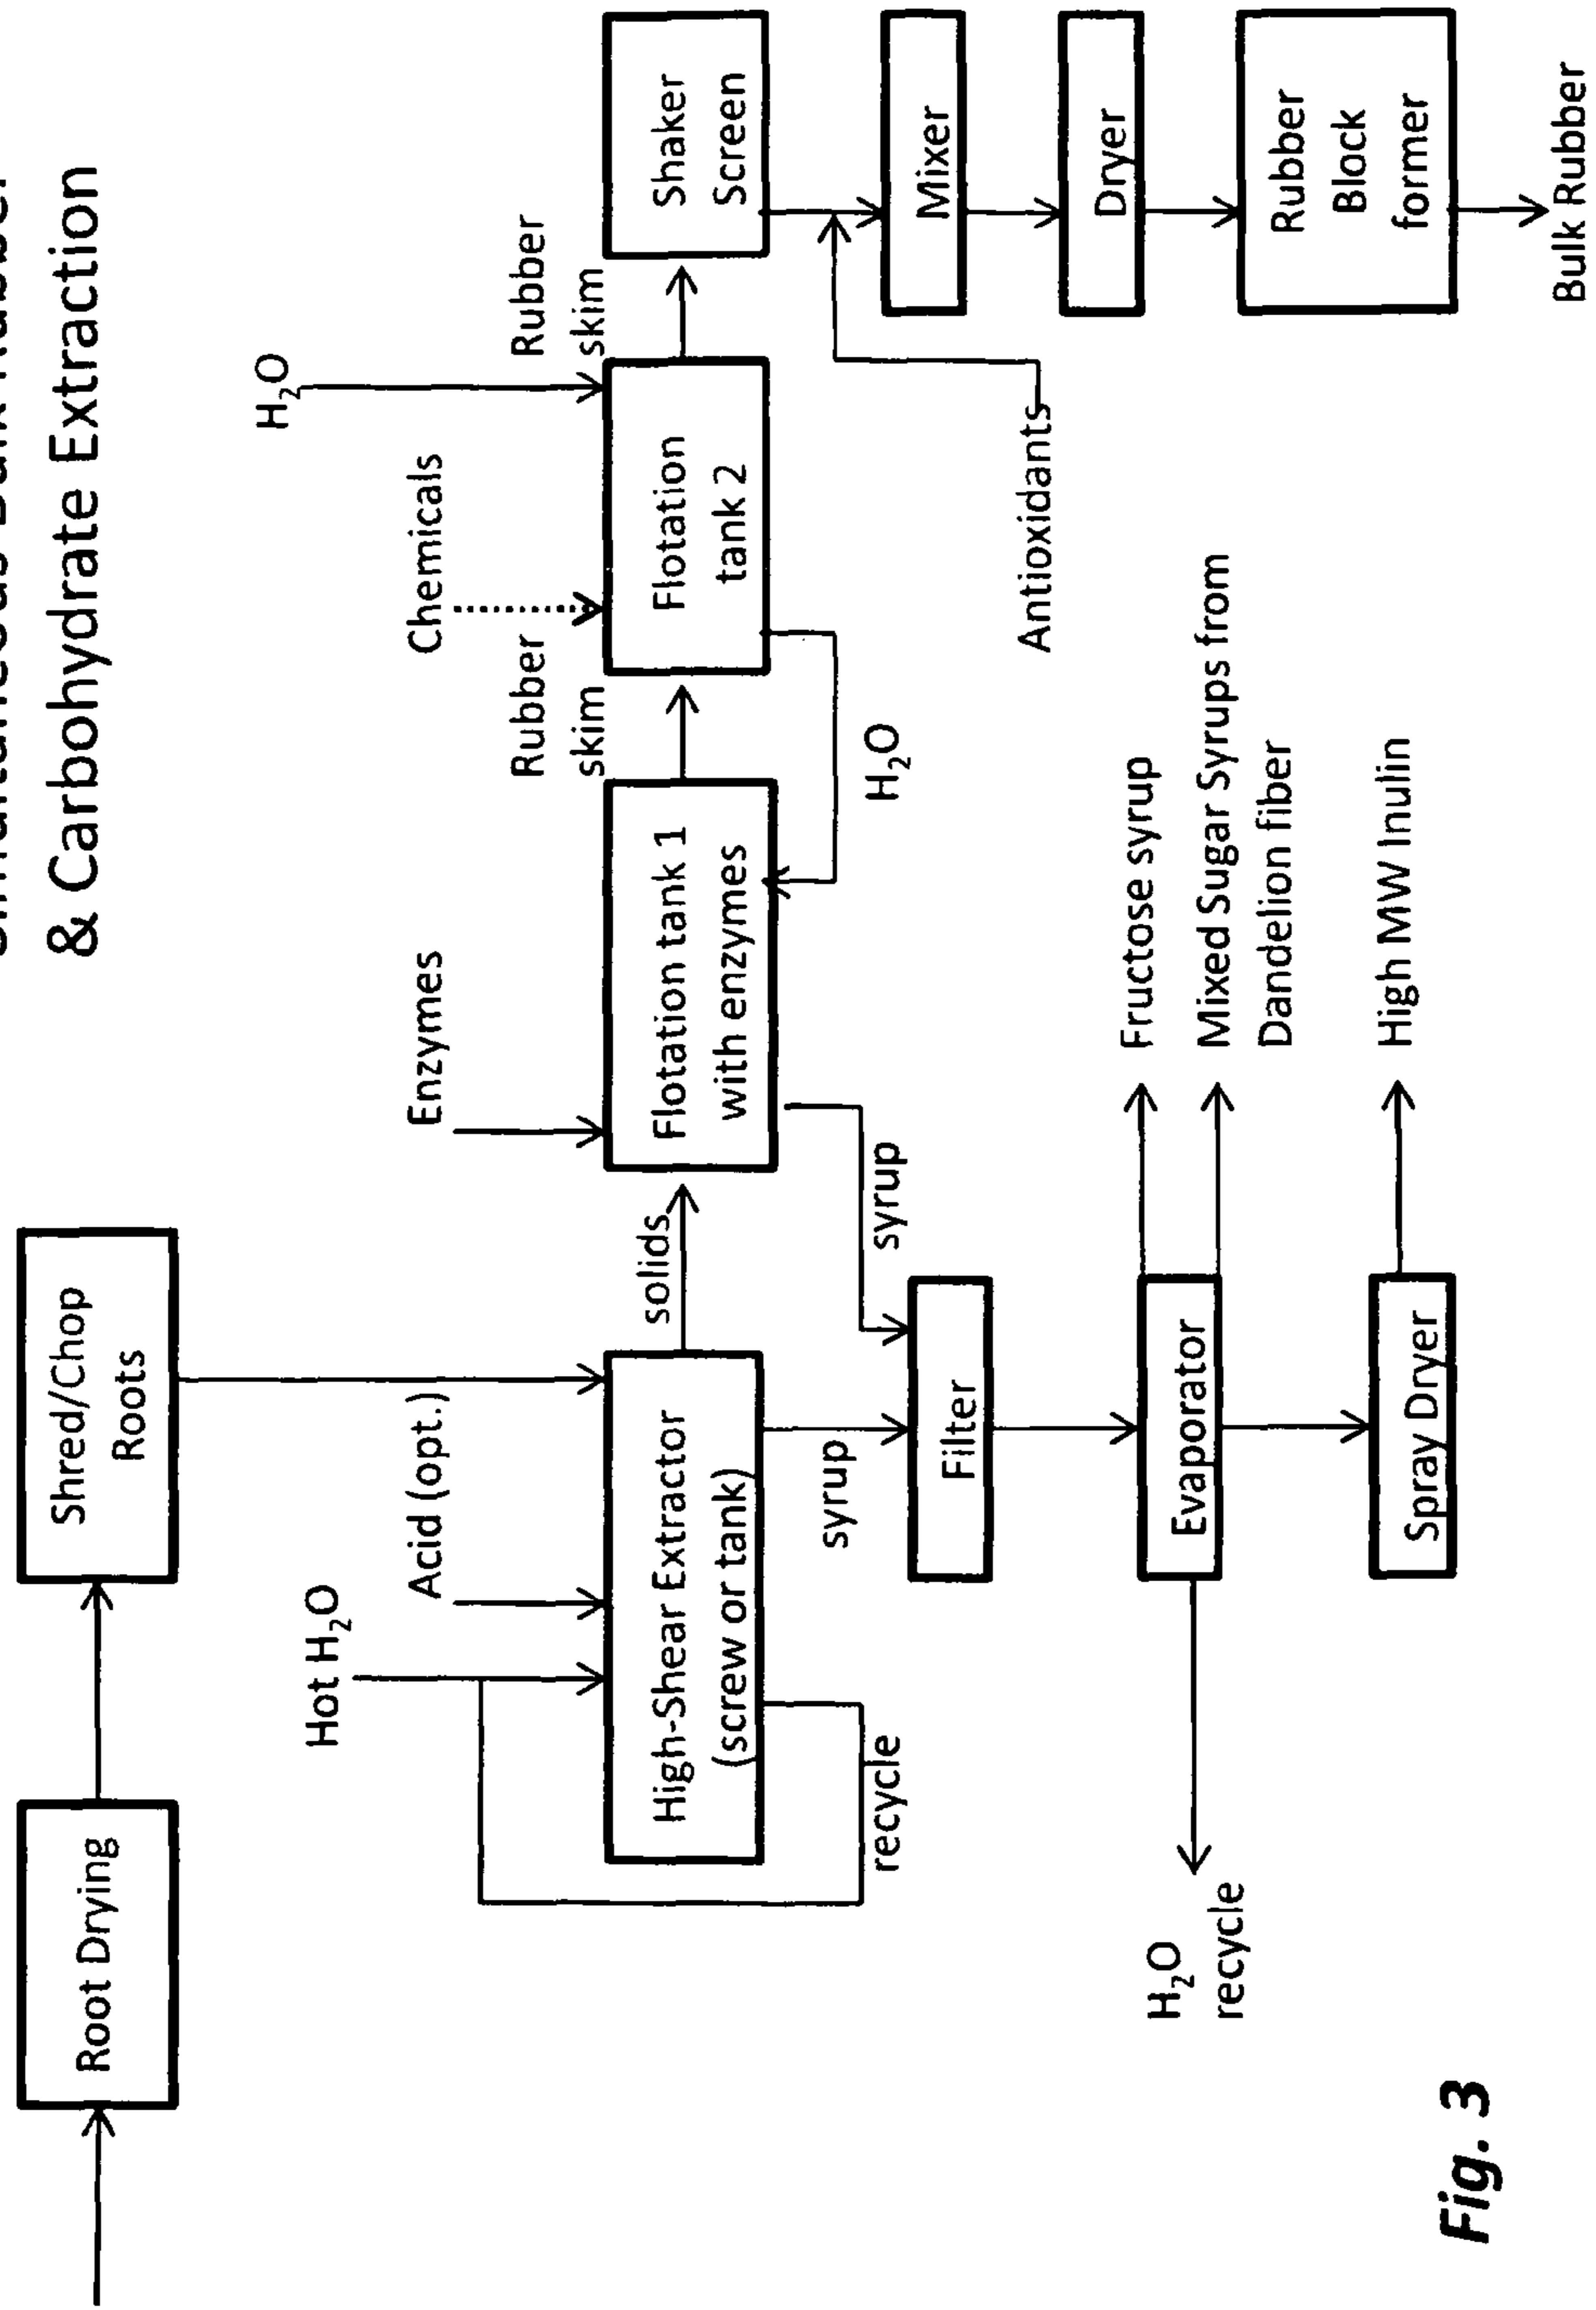 & Carbohydrate Extraction
Root Drying
Shred/Chop
Roots
Hot H₂O
Acid (opt.)
Enzymes
Chemicals
H₂O
High-Shear Extractor
(screw or tank)
solids
Flotation tank 1
with enzymes
Rubber
skim
Flotation
tank 2
Rubber
skim
Shaker
Screen
recycle
syrup
syrup
H₂O
Antioxidants
Mixer
Dryer
Rubber
Block
former
Bulk Rubber
Filter
Evaporator
H₂O
recycle
Fructose syrup
Mixed Sugar Syrups from
Dandelion fiber
Spray Dryer
High MW Inulin
Fig. 3